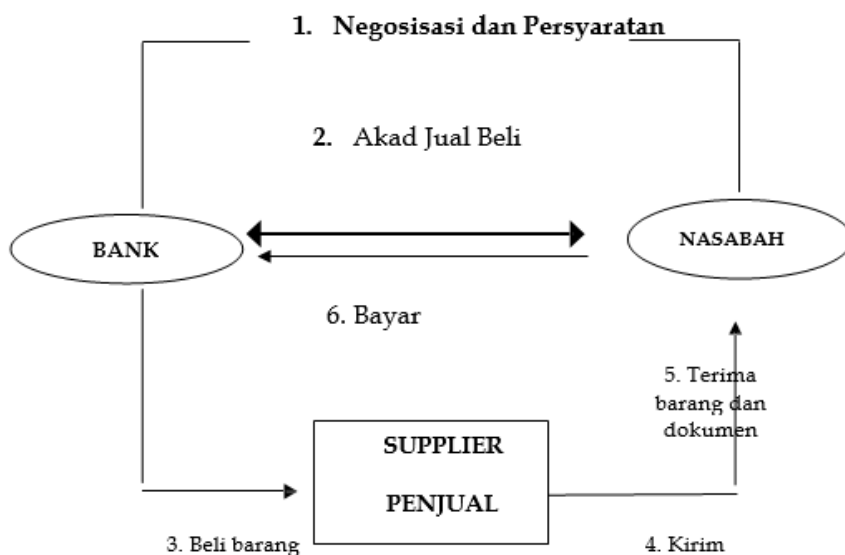 1. Negosisasi dan Persyaratan
2. Akad Jual Beli
BANK
NASABAH
6. Bayar
5. Terima
barang dan
dokumen
SUPPLIER
PENJUAL
3. Beli barang
4. Kirim